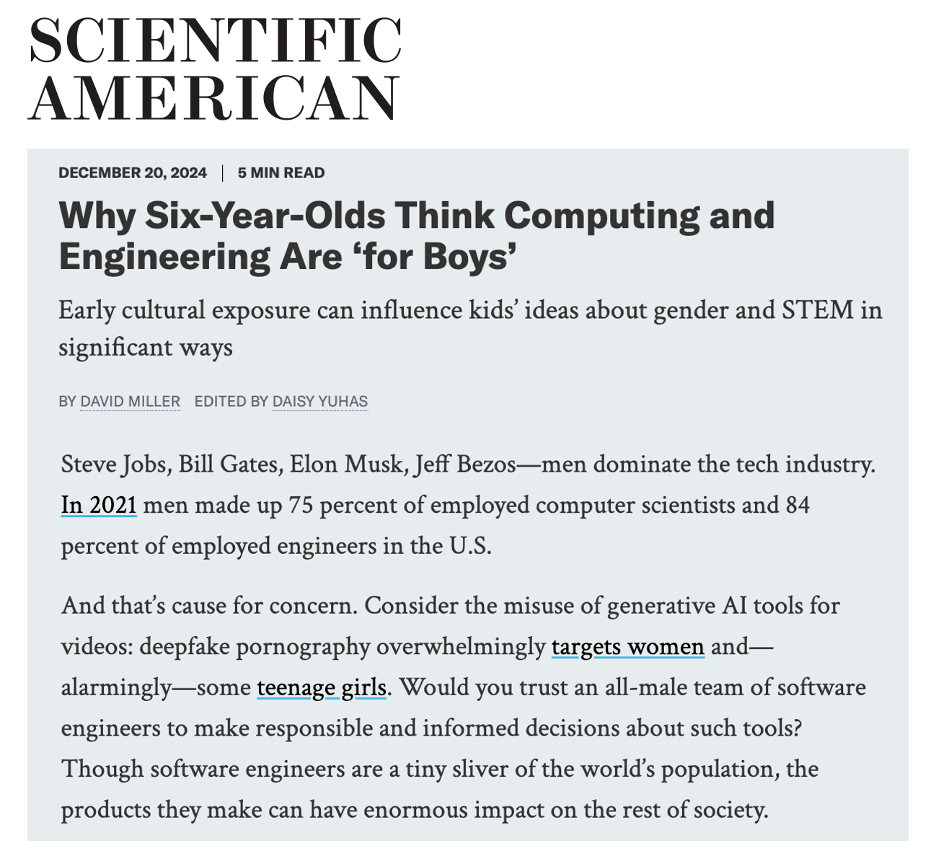 SCIENTIFIC
AMERICAN
DECEMBER 20, 2024 | 5 MIN READ
Why Six-Year-Olds Think Computing and
Engineering Are ‘for Boys’
Early cultural exposure can influence kids’ ideas about gender and STEM in
significant ways
BY DAVID MILLER EDITED BY DAISY YUHAS
Steve Jobs, Bill Gates, Elon Musk, Jeff Bezos—men dominate the tech industry.
In 2021 men made up 75 percent of employed computer scientists and 84
percent of employed engineers in the U.S.
And that’s cause for concern. Consider the misuse of generative AI tools for
videos: deepfake pornography overwhelmingly targets women and—
alarmingly—some teenage girls. Would you trust an all-male team of software
engineers to make responsible and informed decisions about such tools?
Though software engineers are a tiny sliver of the world’s population, the
products they make can have enormous impact on the rest of society.